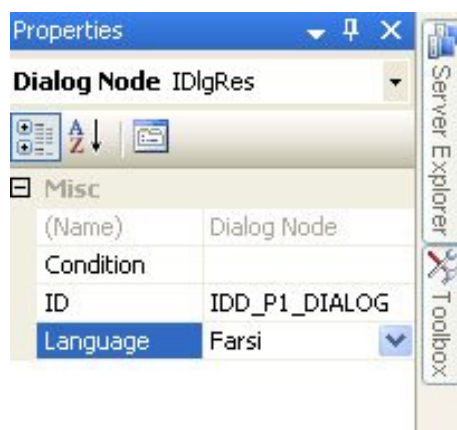 Properties
Dialog Node IDlgRes
Misc
(Name) Dialog Node
Condition
ID IDD_P1_DIALOG
Language Farsi
Server Explorer
Toolbox